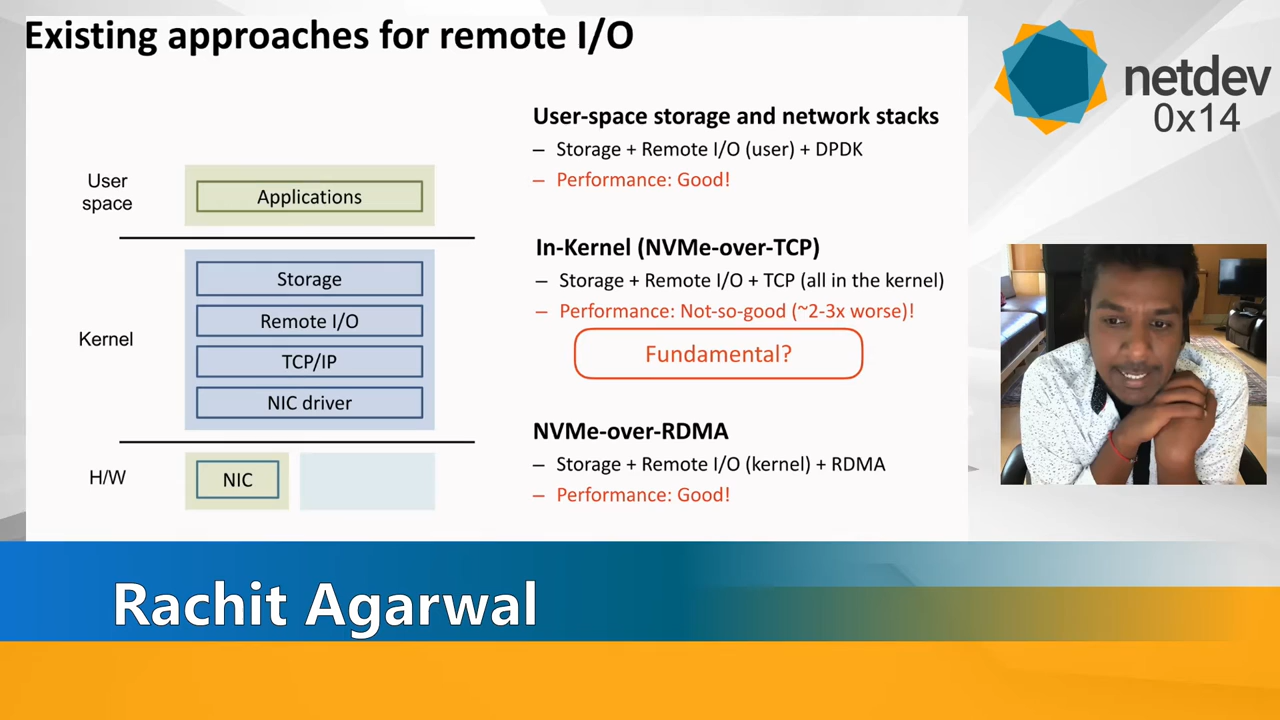 Existing approaches for remote I/O
netdev
0x14
User space
Applications
Kernel
Storage
Remote I/O
TCP/IP
NIC driver
H/W
NIC
User-space storage and network stacks
– Storage + Remote I/O (user) + DPDK
– Performance: Good!
In-Kernel (NVMe-over-TCP)
– Storage + Remote I/O + TCP (all in the kernel)
– Performance: Not-so-good (~2-3x worse)!
Fundamental?
NVMe-over-RDMA
– Storage + Remote I/O (kernel) + RDMA
– Performance: Good!
Rachit Agarwal